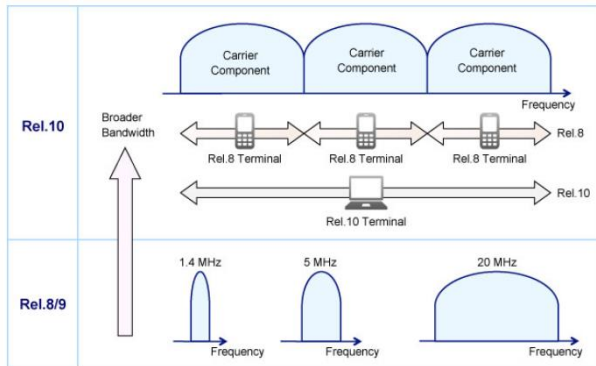 Carrier Component
Carrier Component
Carrier Component
Frequency
Rel.10
Broader Bandwidth
Rel.8
Rel.8 Terminal
Rel.8 Terminal
Rel.8 Terminal
Rel.10
Rel.10 Terminal
1.4 MHz
5 MHz
20 MHz
Rel.8/9
Frequency
Frequency
Frequency